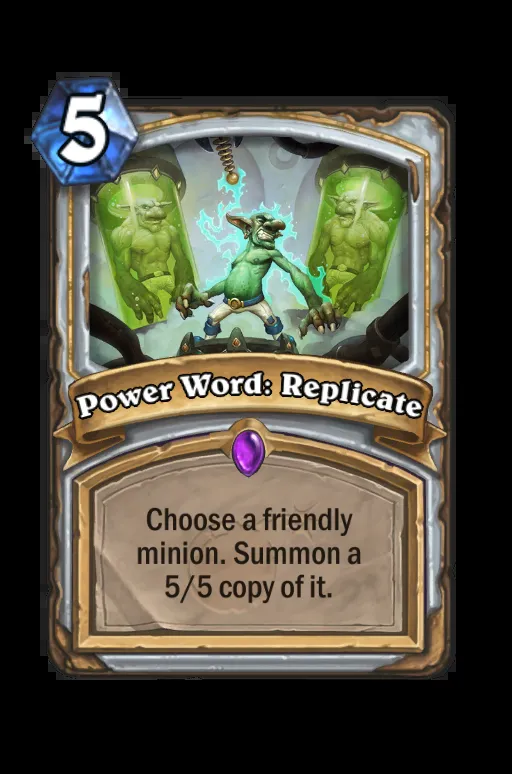 5
Power Word: Replicate
Choose a friendly
minion. Summon a
5/5 copy of it.